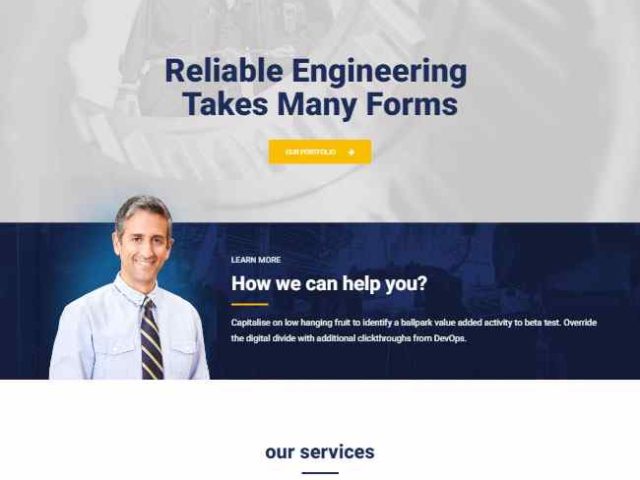 Reliable Engineering
Takes Many Forms
OUR PORTFOLIO
LEARN MORE
How we can help you?
Capitalise on low hanging fruit to identify a ballpark value added activity to beta test. Override
the digital divide with additional clickthroughs from DevOps.
our services